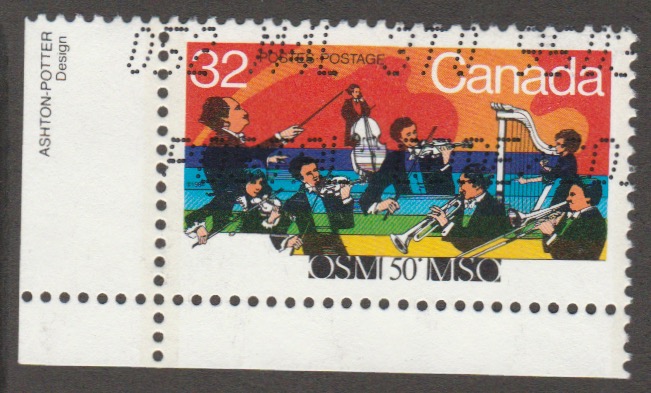 ASHTON-POTTER
Design
32 POSTES-POSTAGE Canada
OSM 50 MSO